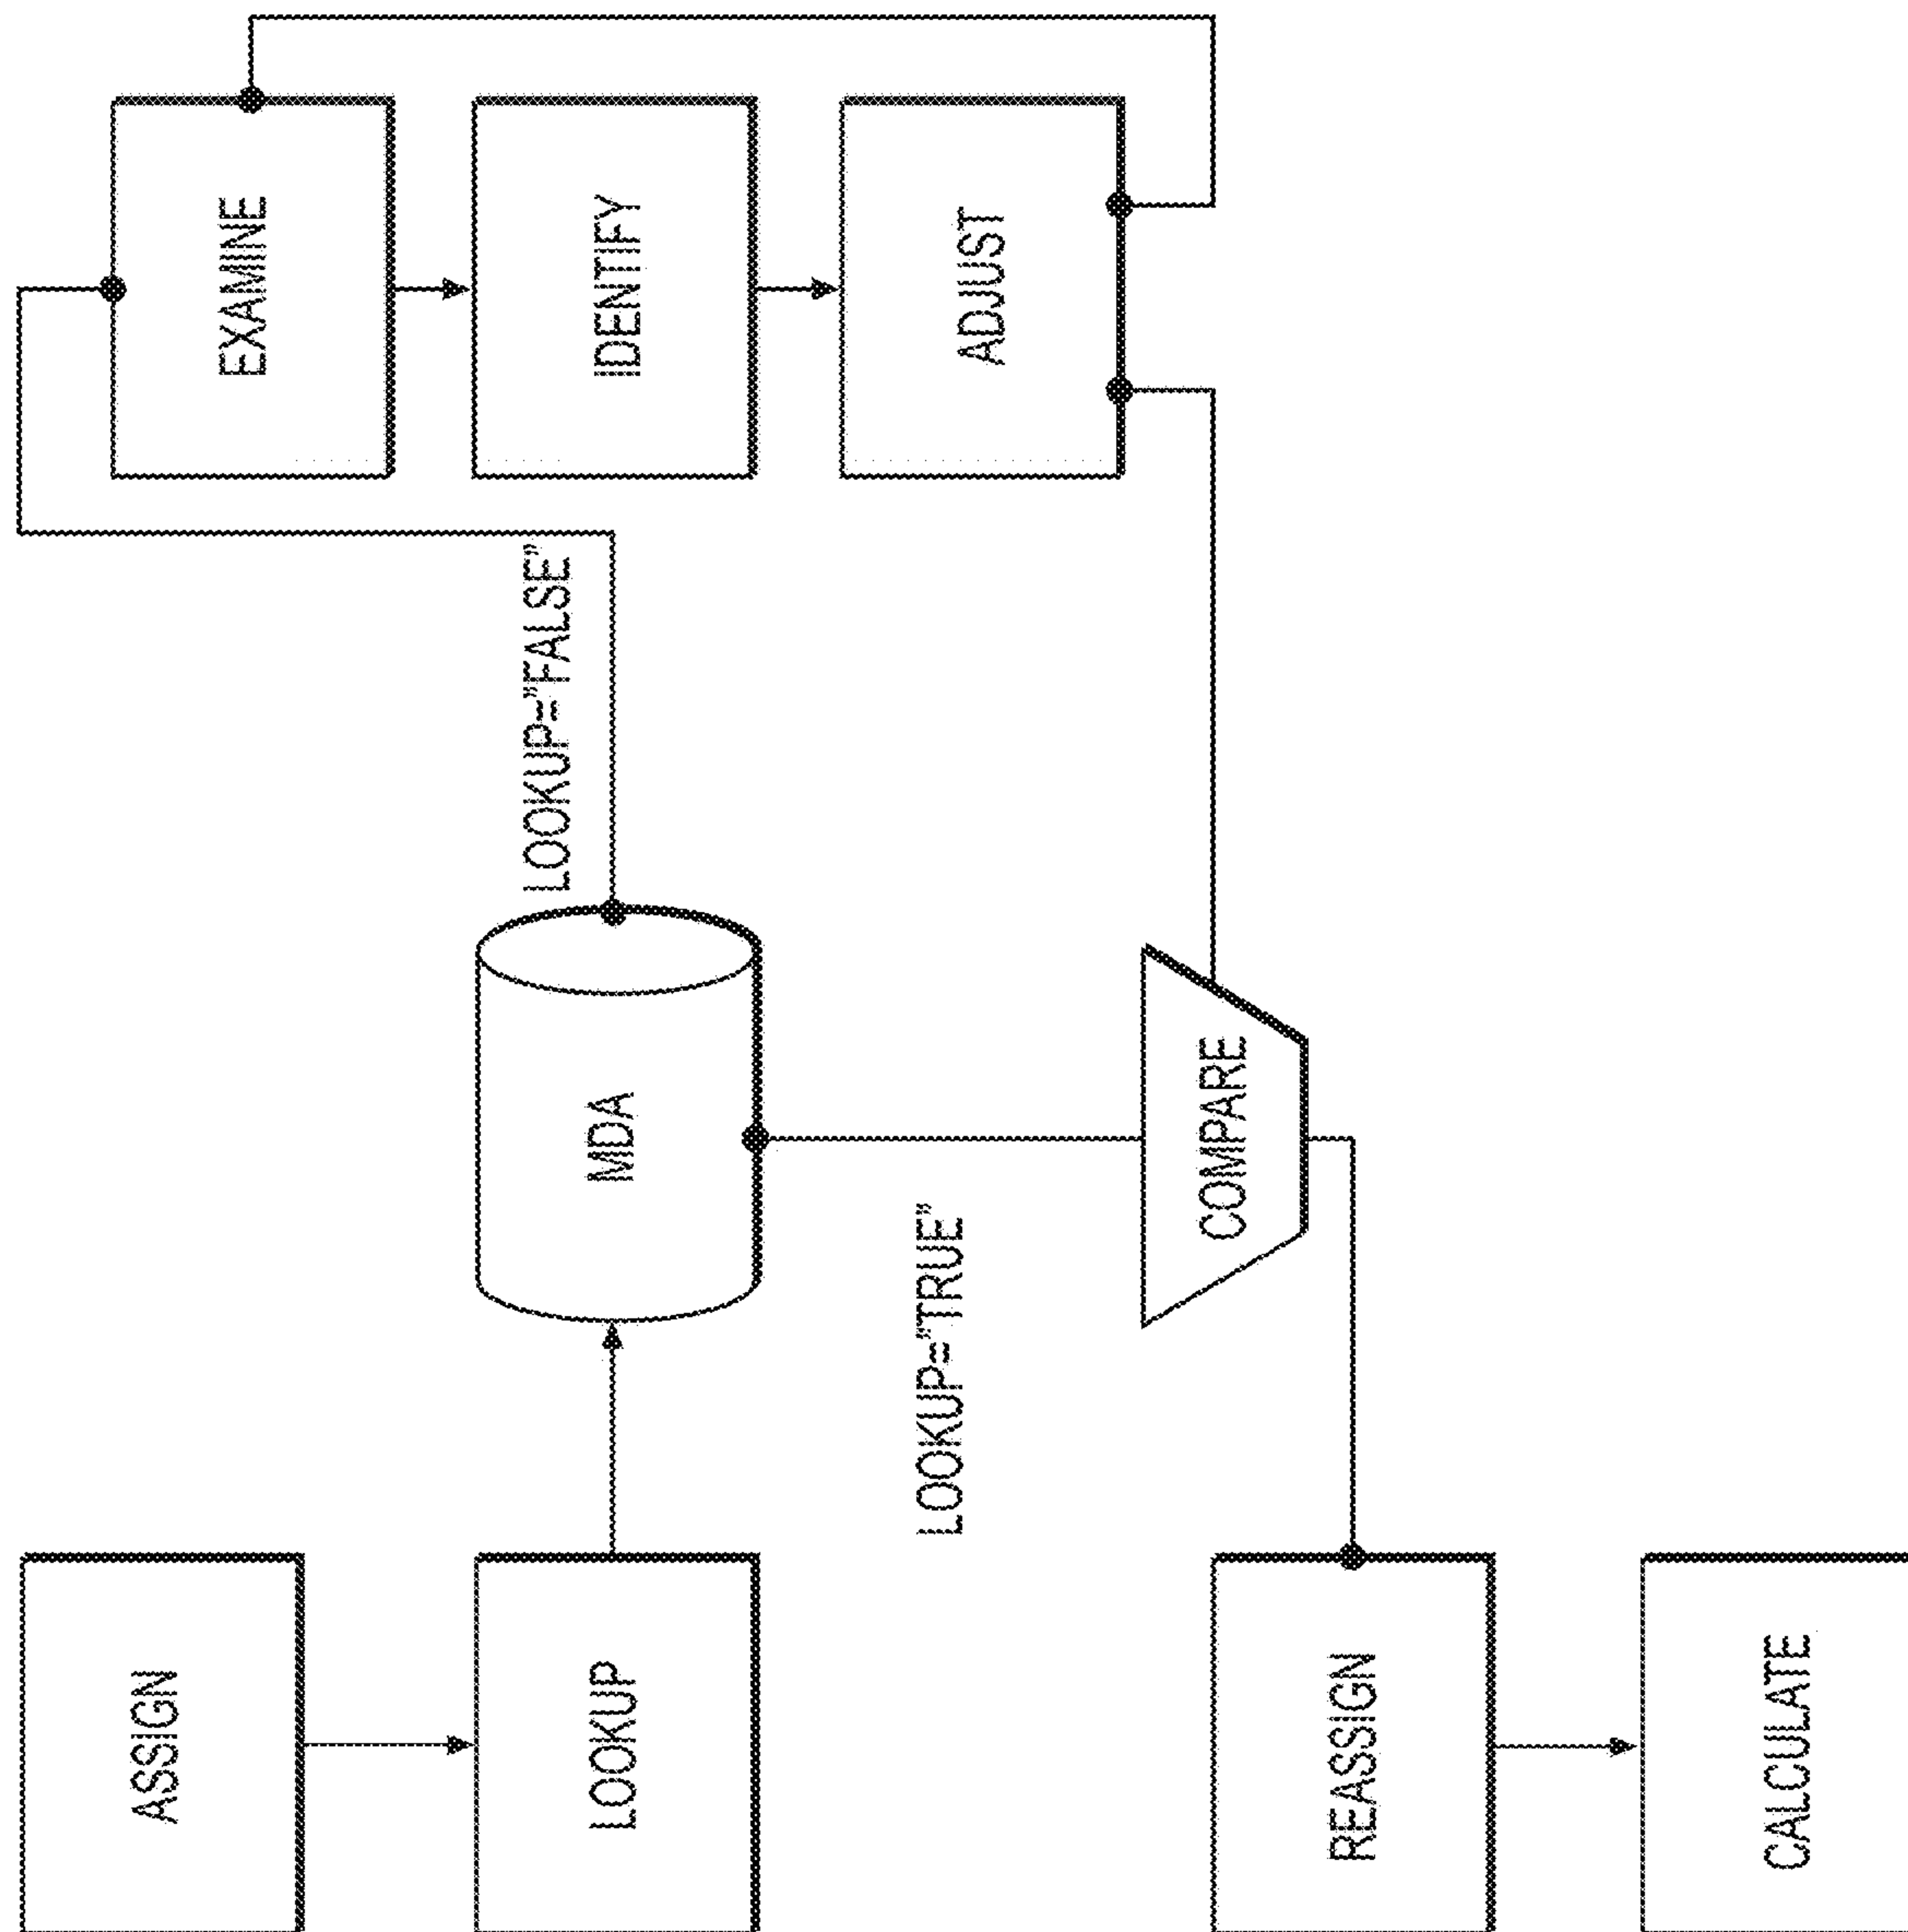 ASSIGN
LOOKUP
MDA
LOOKUP="FALSE"
LOOKUP="TRUE"
EXAMINE
IDENTIFY
ADJUST
COMPARE
REASSIGN
CALCULATE